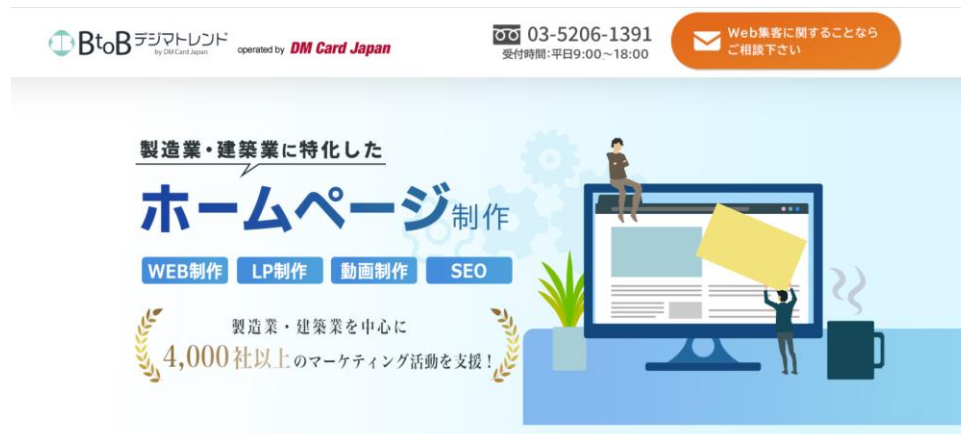 BtoB デジマトレンド
by DM Card Japan
operated by DM Card Japan
03-5206-1391
受付時間:平日9:00~18:00
Web集客に関することなら
ご相談下さい
製造業・建築業に特化した
ホームページ制作
WEB制作 LP制作 動画制作 SEO
製造業・建築業を中心に
4,000社以上のマーケティング活動を支援!